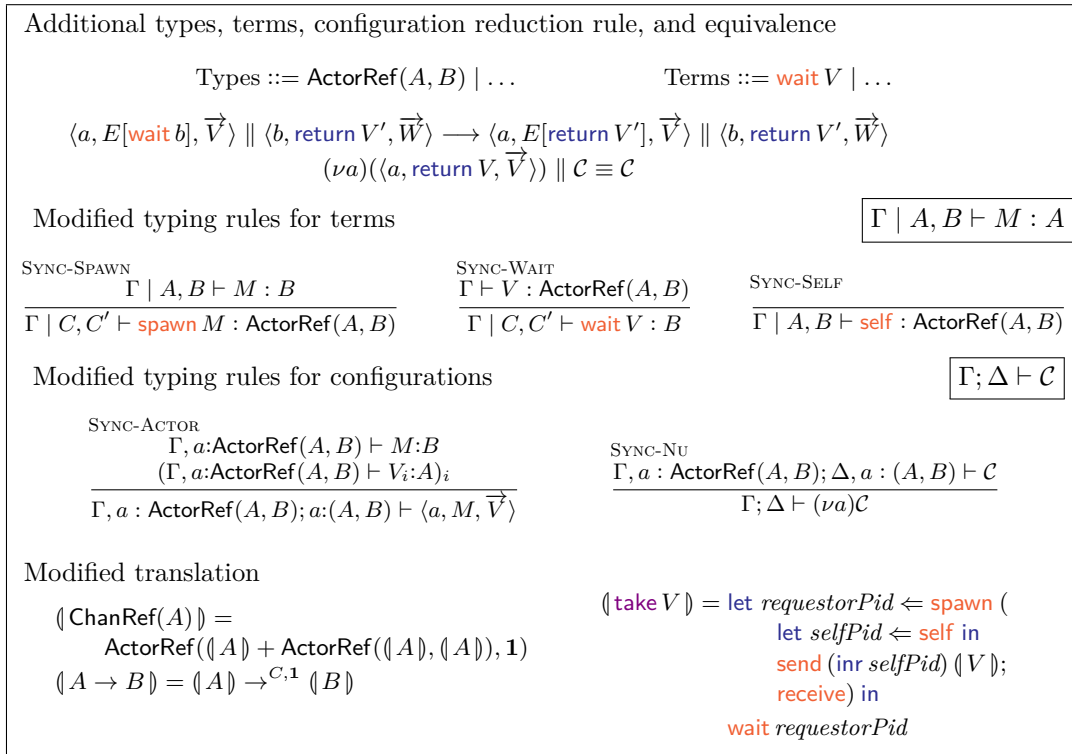 Additional types, terms, configuration reduction rule, and equivalence
Types ::= ActorRef(A, B) | … Terms ::= wait V | …
⟨a, E[wait b], V⃗⟩ ∥ ⟨b, return V′, W⃗⟩ ⟶ ⟨a, E[return V′], V⃗⟩ ∥ ⟨b, return V′, W⃗⟩
(νa)(⟨a, return V, V⃗⟩) ∥ 𝒞 ≡ 𝒞
Modified typing rules for terms Γ | A, B ⊢ M : A
Sync-Spawn
Γ | A, B ⊢ M : B
Γ | C, C′ ⊢ spawn M : ActorRef(A, B)
Sync-Wait
Γ ⊢ V : ActorRef(A, B)
Γ | C, C′ ⊢ wait V : B
Sync-Self
Γ | A, B ⊢ self : ActorRef(A, B)
Modified typing rules for configurations Γ; Δ ⊢ 𝒞
Sync-Actor
Γ, a:ActorRef(A, B) ⊢ M:B
(Γ, a:ActorRef(A, B) ⊢ Vᵢ:A)ᵢ
Γ, a : ActorRef(A, B); a:(A, B) ⊢ ⟨a, M, V⃗⟩
Sync-Nu
Γ, a : ActorRef(A, B); Δ, a : (A, B) ⊢ 𝒞
Γ; Δ ⊢ (νa)𝒞
Modified translation
⦇ ChanRef(A) ⦈ =
ActorRef(⦇ A ⦈ + ActorRef(⦇ A ⦈, ⦇ A ⦈), 1)
⦇ A → B ⦈ = ⦇ A ⦈ →^{C,1} ⦇ B ⦈
⦇ take V ⦈ = let requestorPid ⇐ spawn (
let selfPid ⇐ self in
send (inr selfPid) ⦇ V ⦈;
receive) in
wait requestorPid